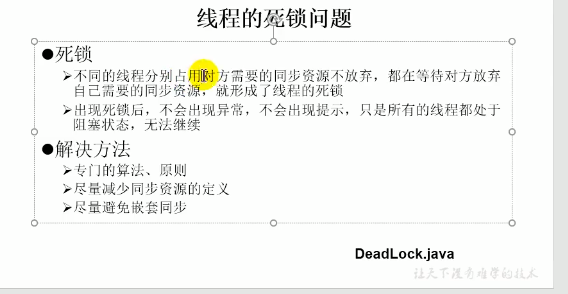 线程的死锁问题
●死锁
➢不同的线程分别占用对方需要的同步资源不放弃，都在等待对方放弃
自己需要的同步资源，就形成了线程的死锁
➢出现死锁后，不会出现异常，不会出现提示，只是所有的线程都处于
阻塞状态，无法继续
●解决方法
➢专门的算法、原则
➢尽量减少同步资源的定义
➢尽量避免嵌套同步
DeadLock.java
让天下没有难学的技术